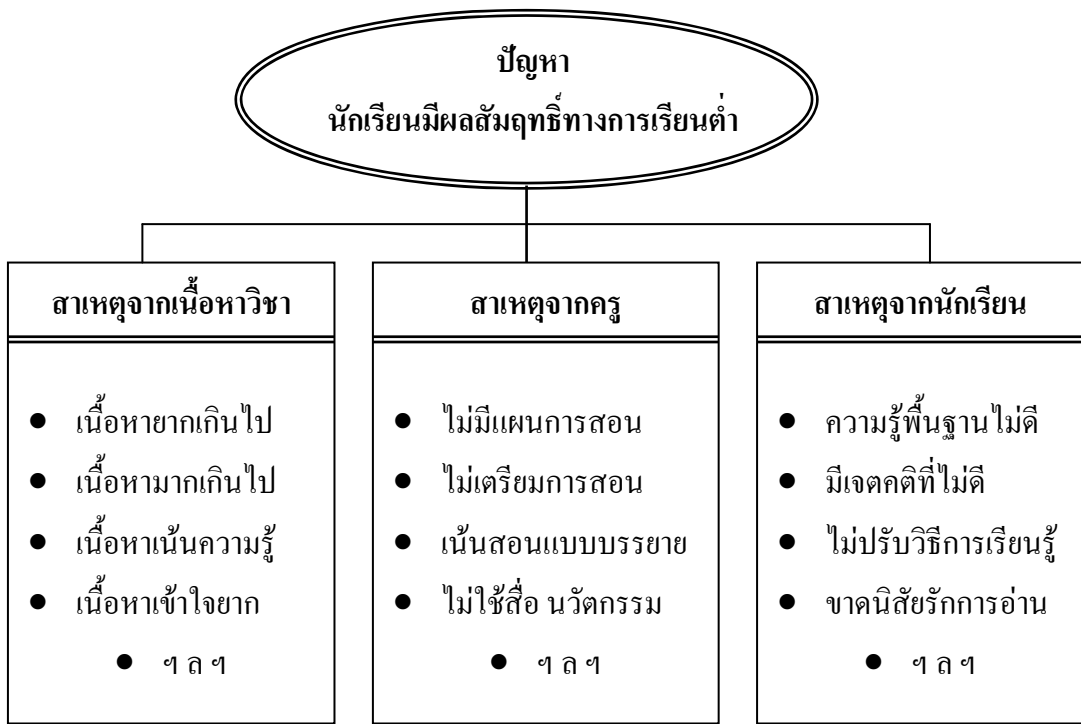 ปัญหา
นักเรียนมีผลสัมฤทธิ์ทางการเรียนต่ำ
สาเหตุจากเนื้อหาวิชา
● เนื้อหายากเกินไป
● เนื้อหามากเกินไป
● เนื้อหาเน้นความรู้
● เนื้อหาเข้าใจยาก
● ฯ ล ฯ
สาเหตุจากครู
● ไม่มีแผนการสอน
● ไม่เตรียมการสอน
● เน้นสอนแบบบรรยาย
● ไม่ใช้สื่อ นวัตกรรม
● ฯ ล ฯ
สาเหตุจากนักเรียน
● ความรู้พื้นฐานไม่ดี
● มีเจตคติที่ไม่ดี
● ไม่ปรับวิธีการเรียนรู้
● ขาดนิสัยรักการอ่าน
● ฯ ล ฯ